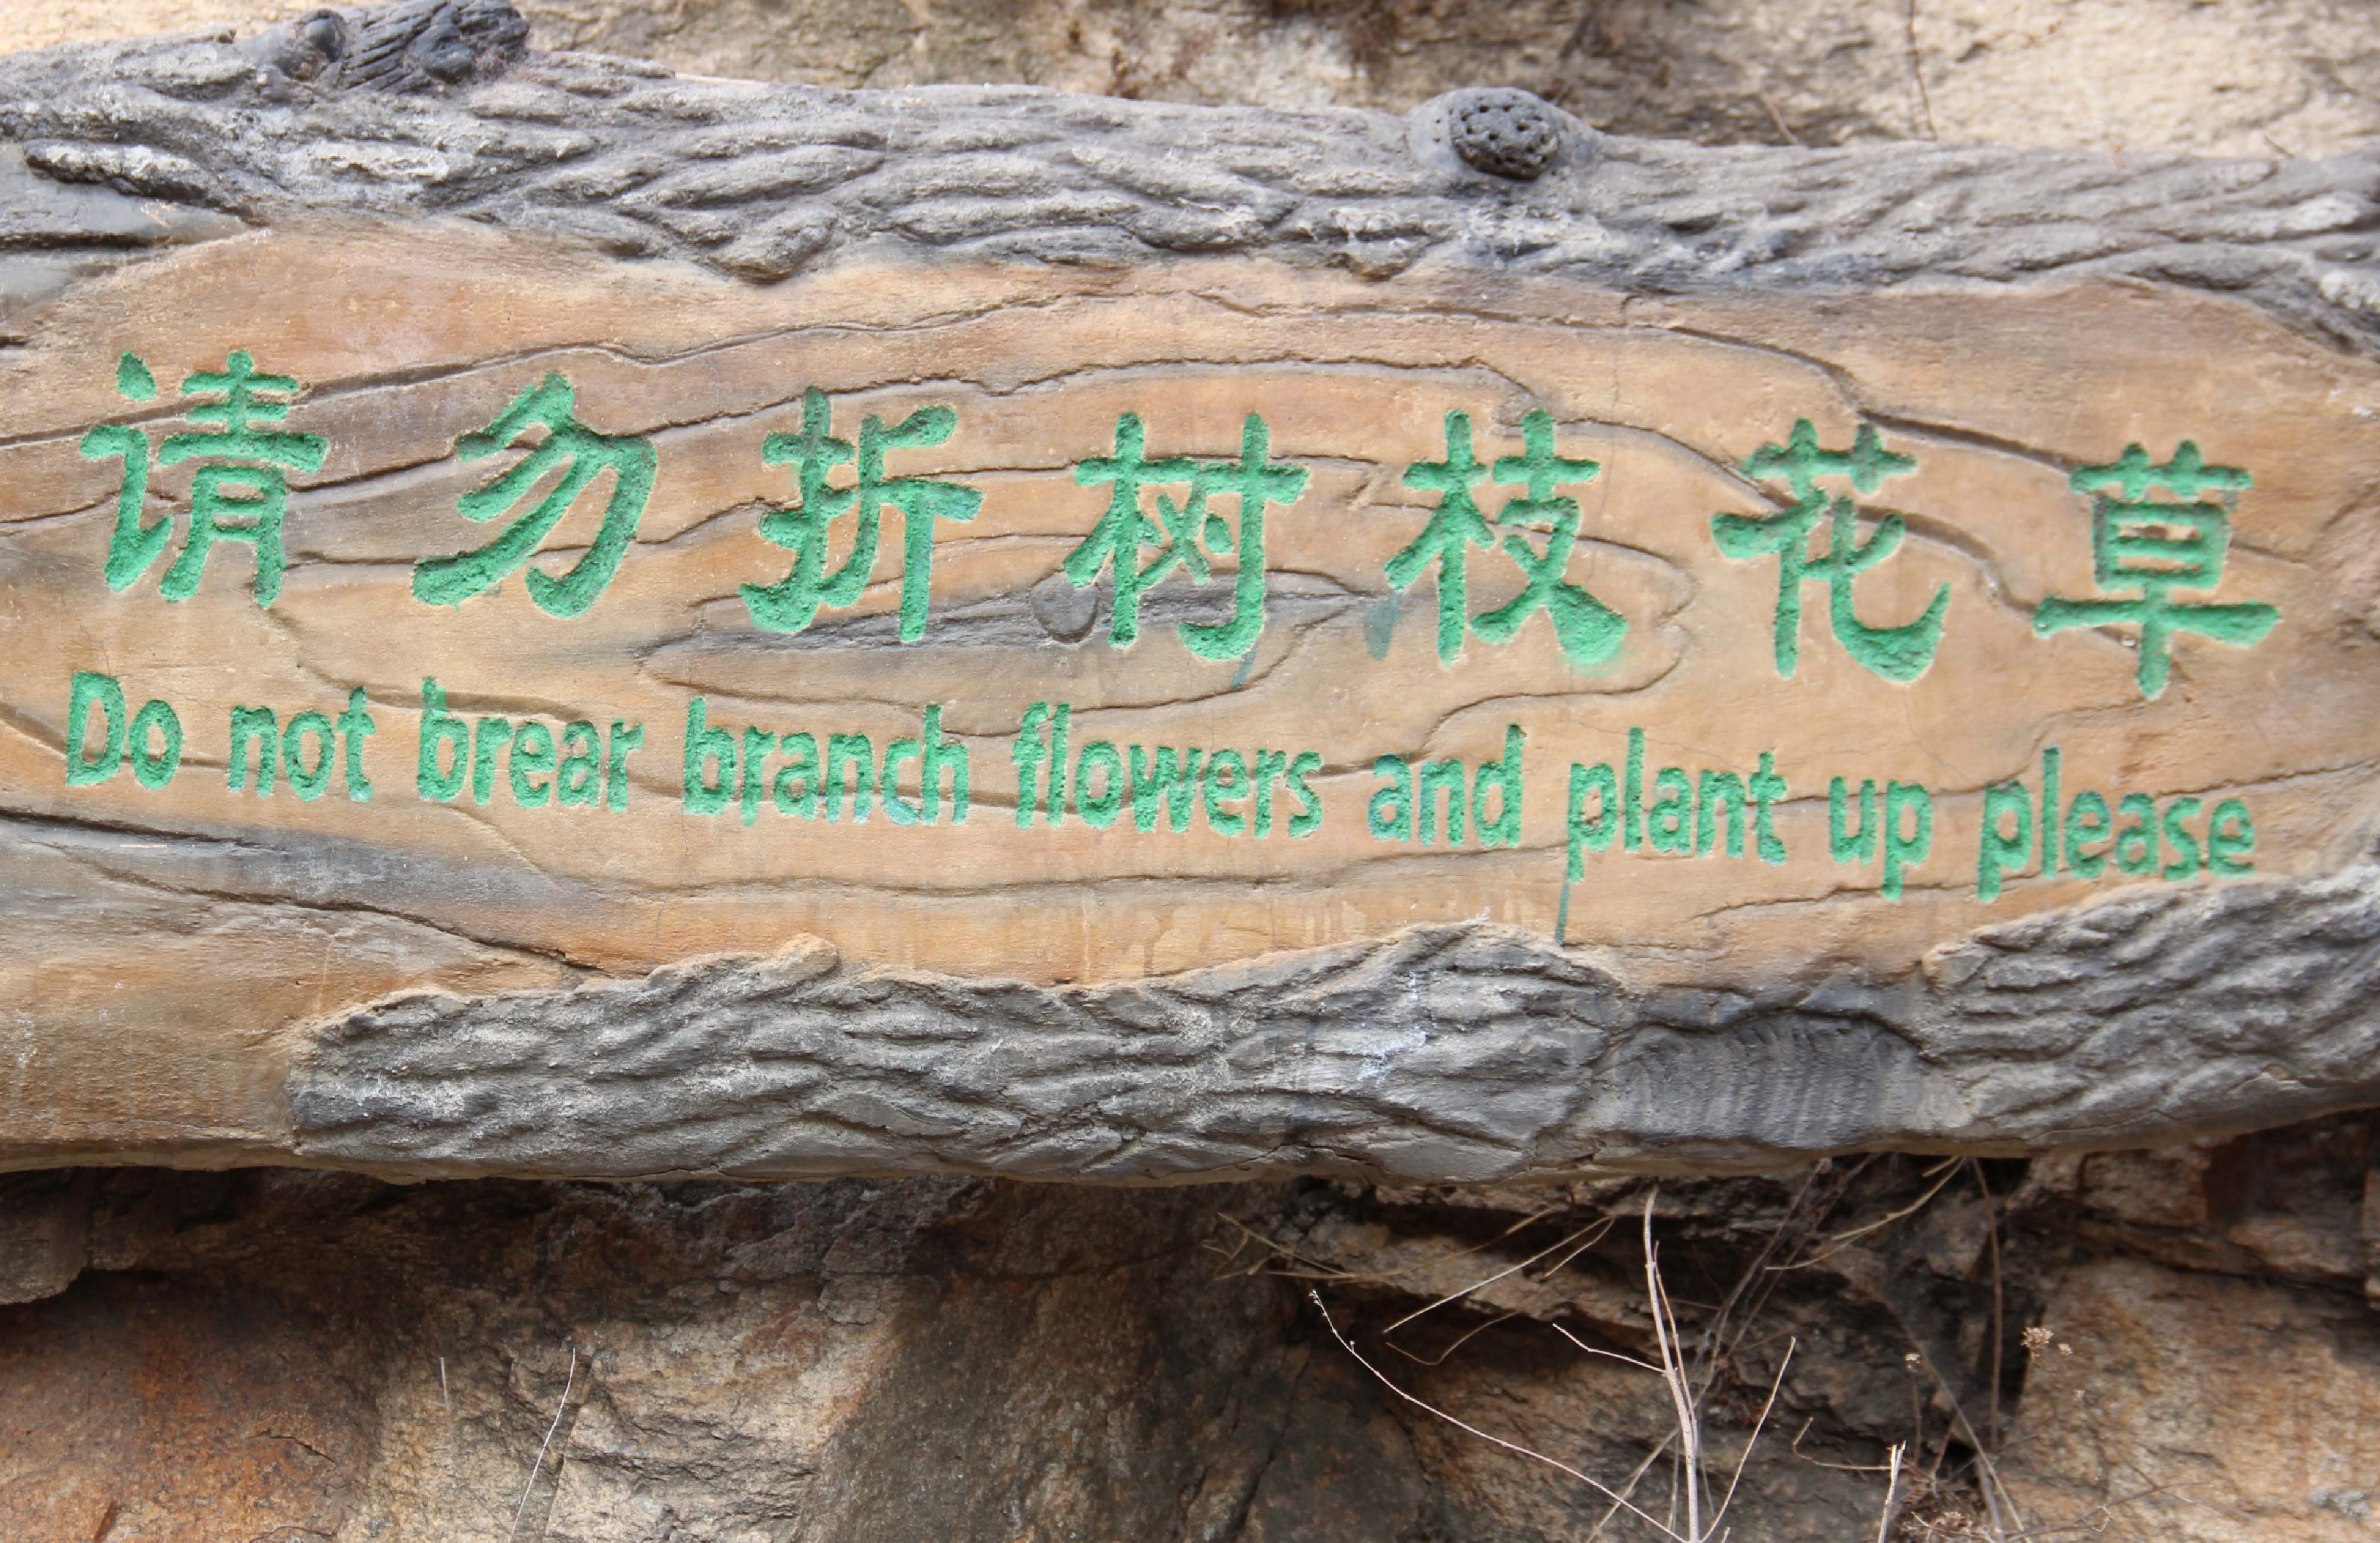 请勿折树枝花草
Do not brear branch flowers and plant up please